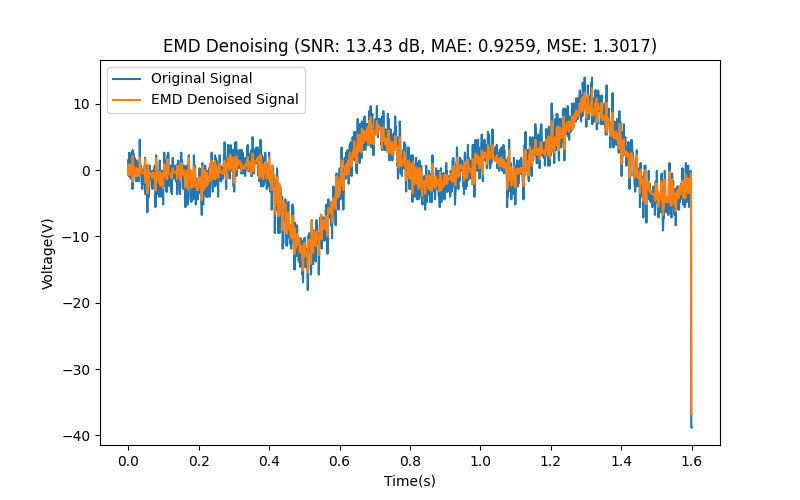 EMD Denoising (SNR: 13.43 dB, MAE: 0.9259, MSE: 1.3017)
Original Signal
EMD Denoised Signal
Voltage(V)
10
0
−10
−20
−30
−40
0.0 0.2 0.4 0.6 0.8 1.0 1.2 1.4 1.6
Time(s)